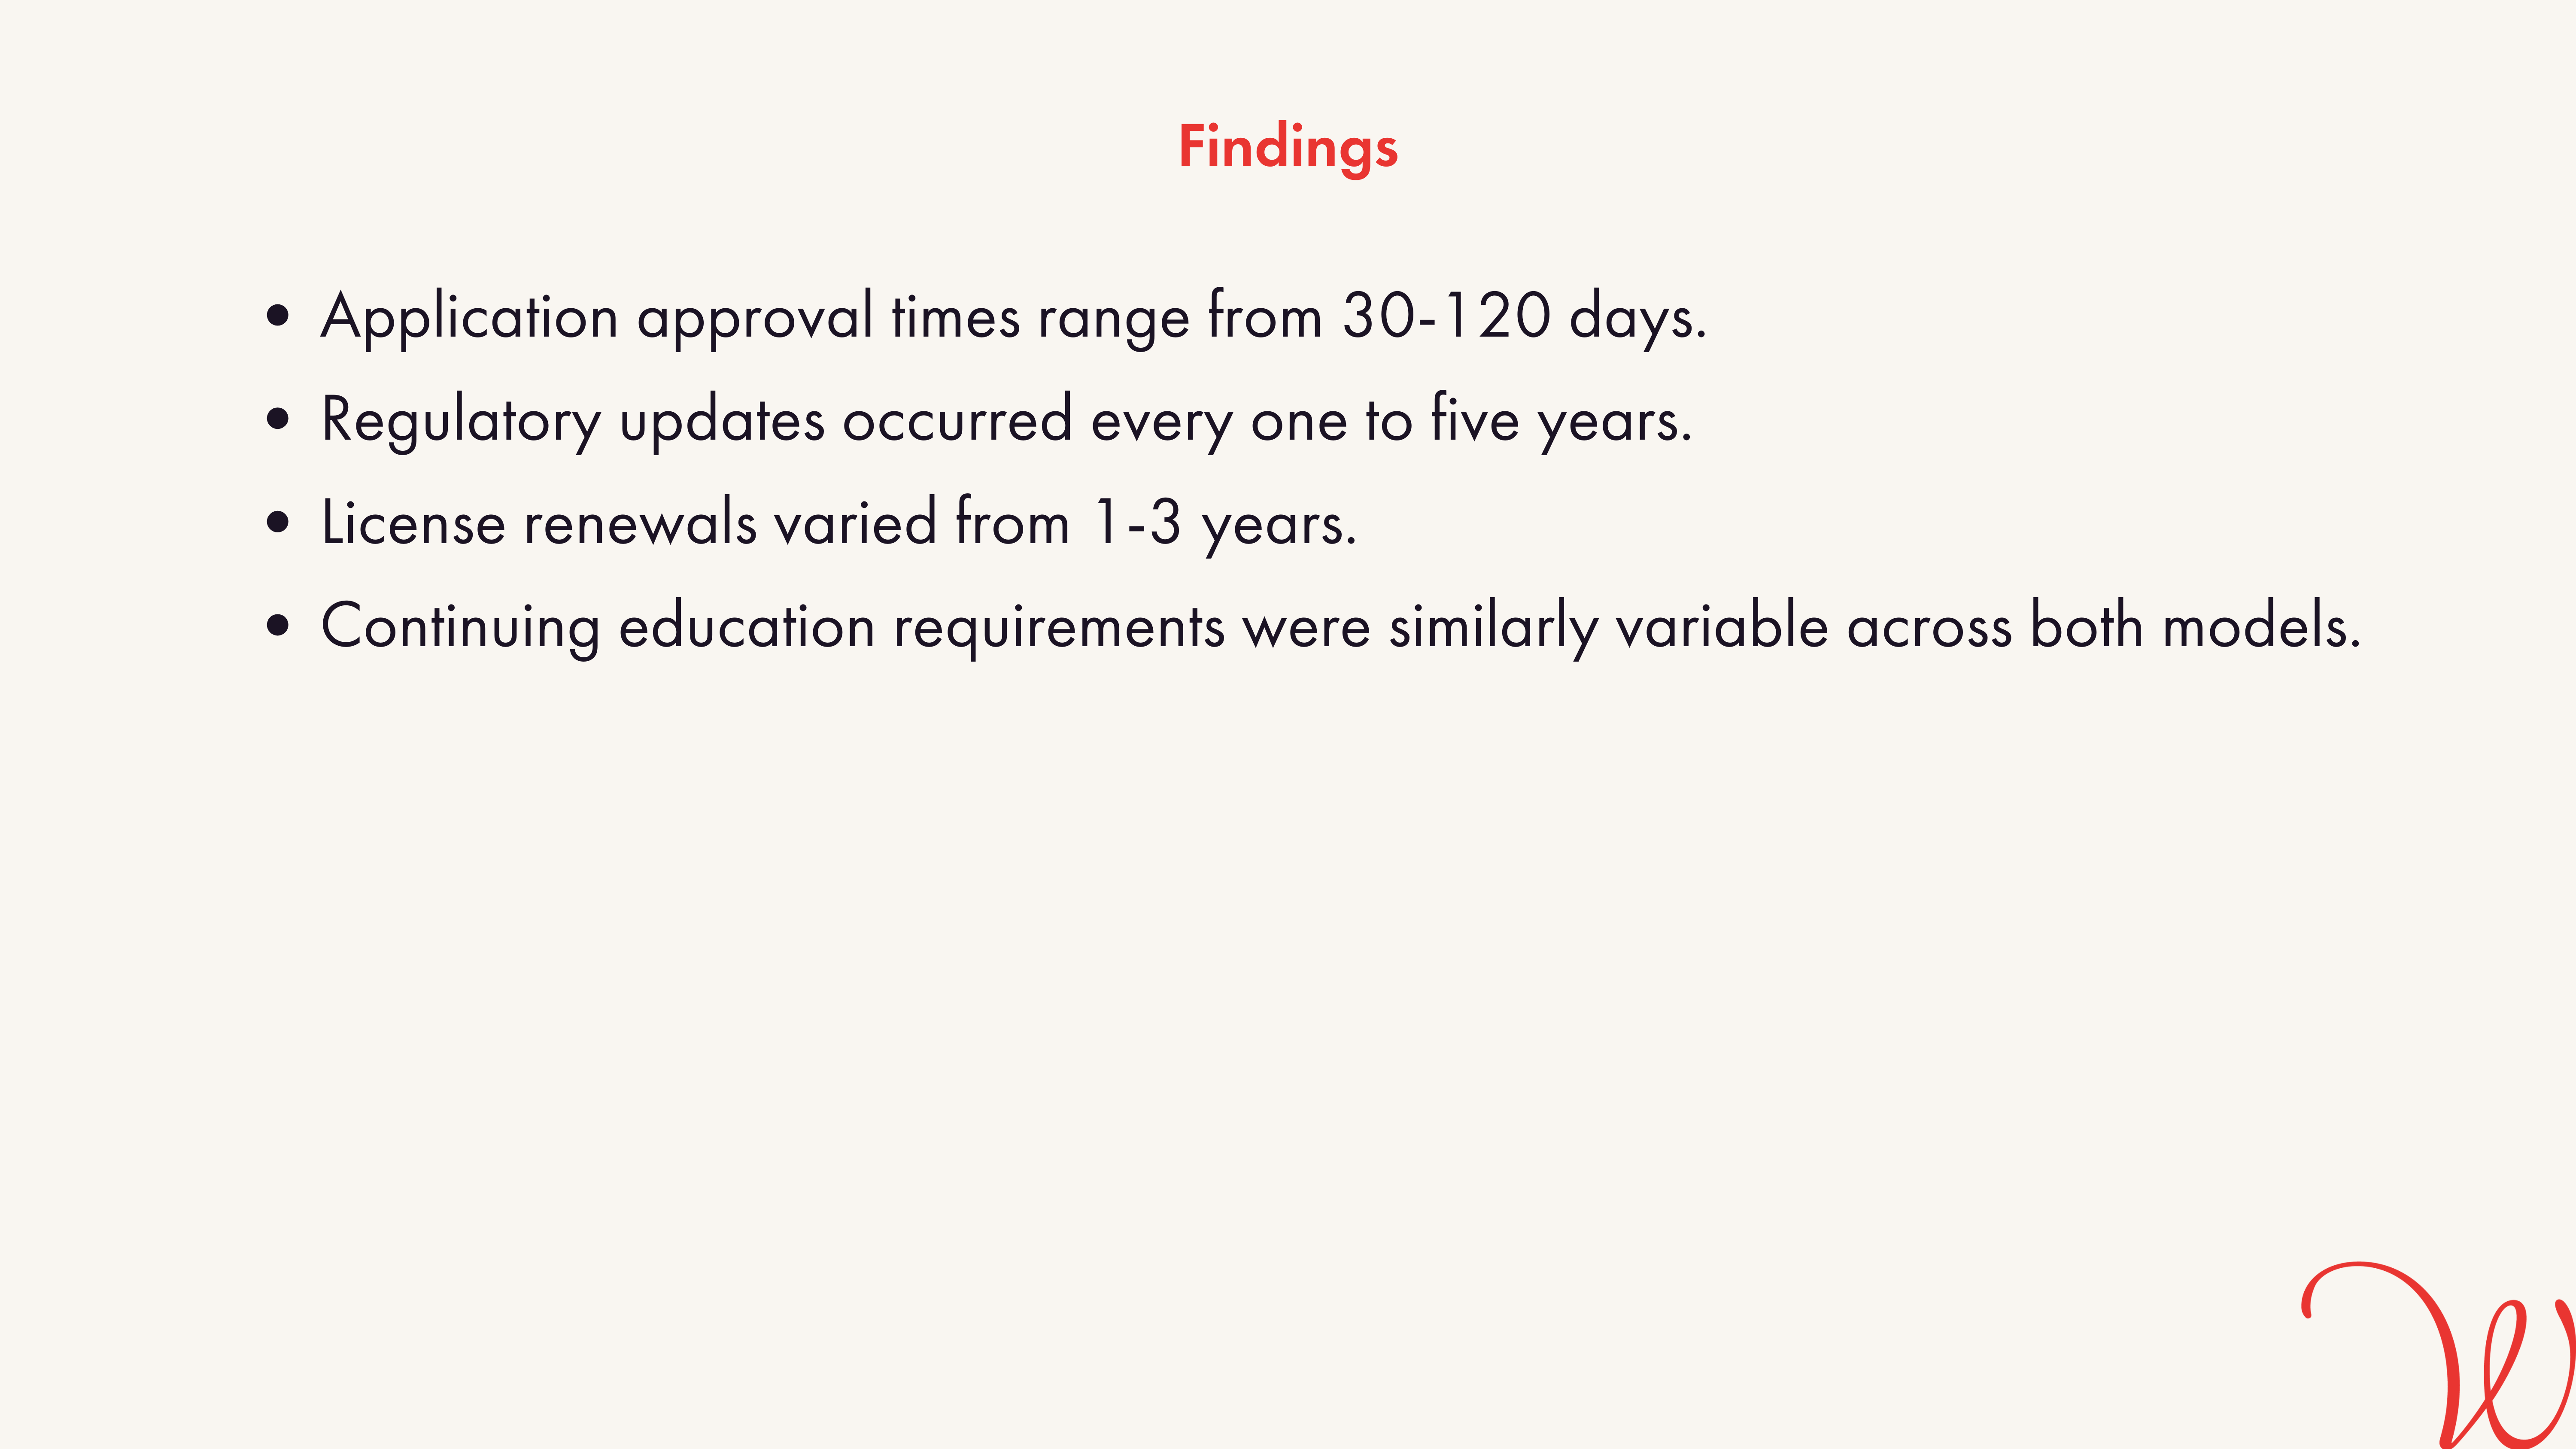 Findings
• Application approval times range from 30-120 days.
• Regulatory updates occurred every one to five years.
• License renewals varied from 1-3 years.
• Continuing education requirements were similarly variable across both models.
W